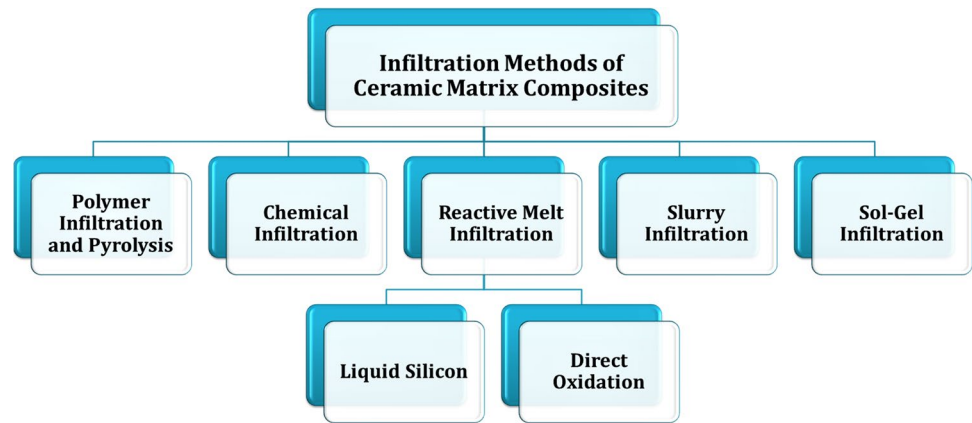 Infiltration Methods of
Ceramic Matrix Composites
Polymer
Infiltration
and Pyrolysis
Chemical
Infiltration
Reactive Melt
Infiltration
Slurry
Infiltration
Sol-Gel
Infiltration
Liquid Silicon
Direct
Oxidation